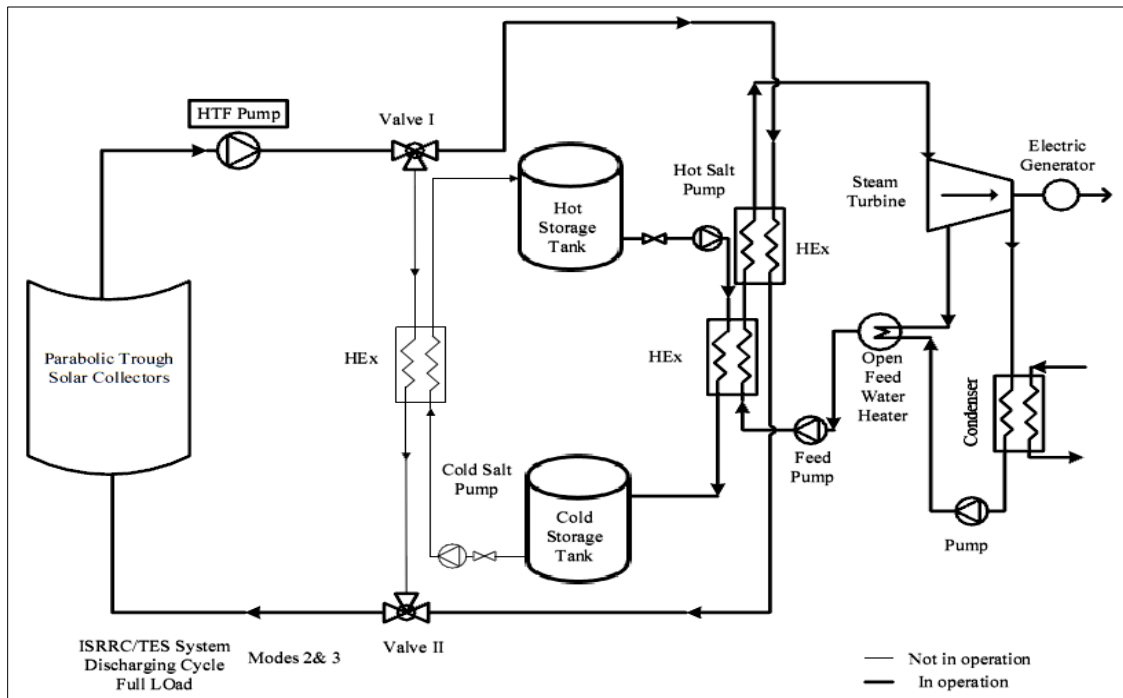 HTF Pump
Valve I
Electric
Generator
Hot Salt
Pump
Steam
Turbine
Hot
Storage
Tank
HEx
Parabolic Trough
Solar Collectors
HEx
HEx
Open
Feed
Water
Heater
Condenser
Cold Salt
Pump
Feed
Pump
Cold
Storage
Tank
Pump
Valve II
ISRRC/TES System
Discharging Cycle
Full LOad
Modes 2& 3
Not in operation
In operation